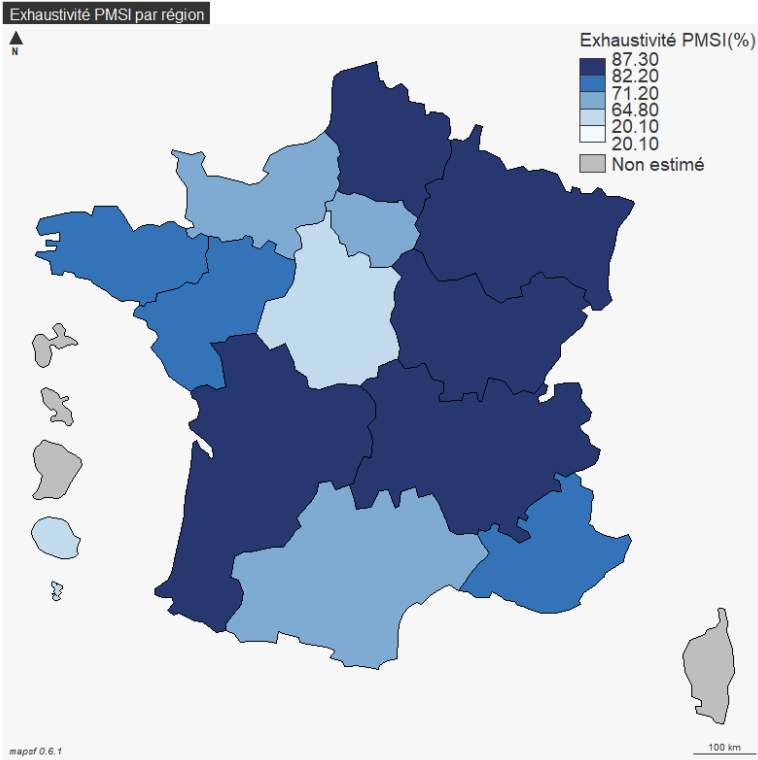 Exhaustivité PMSI par région
N
Exhaustivité PMSI(%)
87.30
82.20
71.20
64.80
20.10
20.10
Non estimé
mapsf 0.6.1
100 km